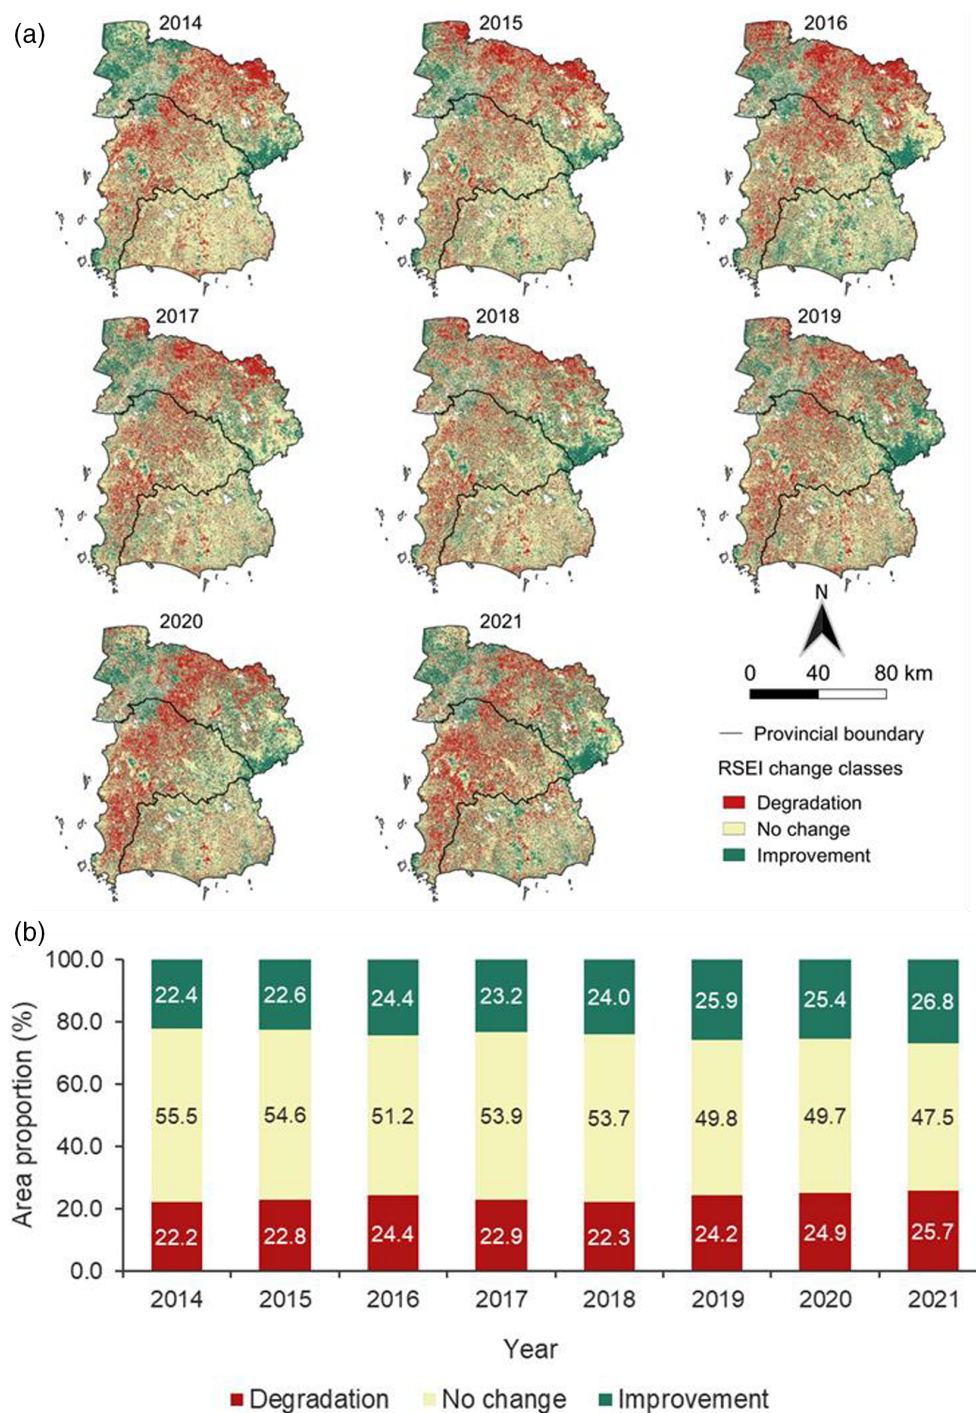 (a)
2014 2015 2016
2017 2018 2019
2020 2021
N
0 40 80 km
Provincial boundary
RSEI change classes
Degradation
No change
Improvement
(b)
Area proportion (%)
100.0
80.0
60.0
40.0
20.0
0.0
22.4 22.6 24.4 23.2 24.0 25.9 25.4 26.8
55.5 54.6 51.2 53.9 53.7 49.8 49.7 47.5
22.2 22.8 24.4 22.9 22.3 24.2 24.9 25.7
2014 2015 2016 2017 2018 2019 2020 2021
Year
Degradation No change Improvement